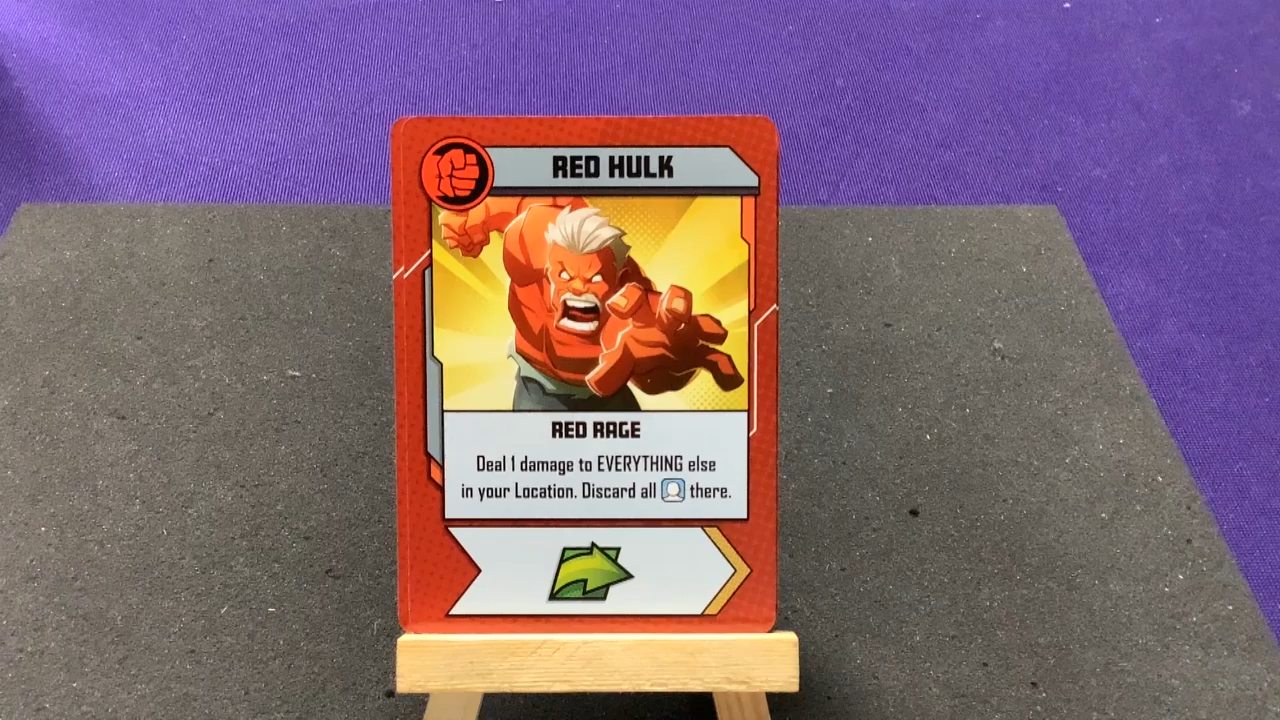 RED HULK
RED RAGE
Deal 1 damage to EVERYTHING else
in your Location. Discard all there.